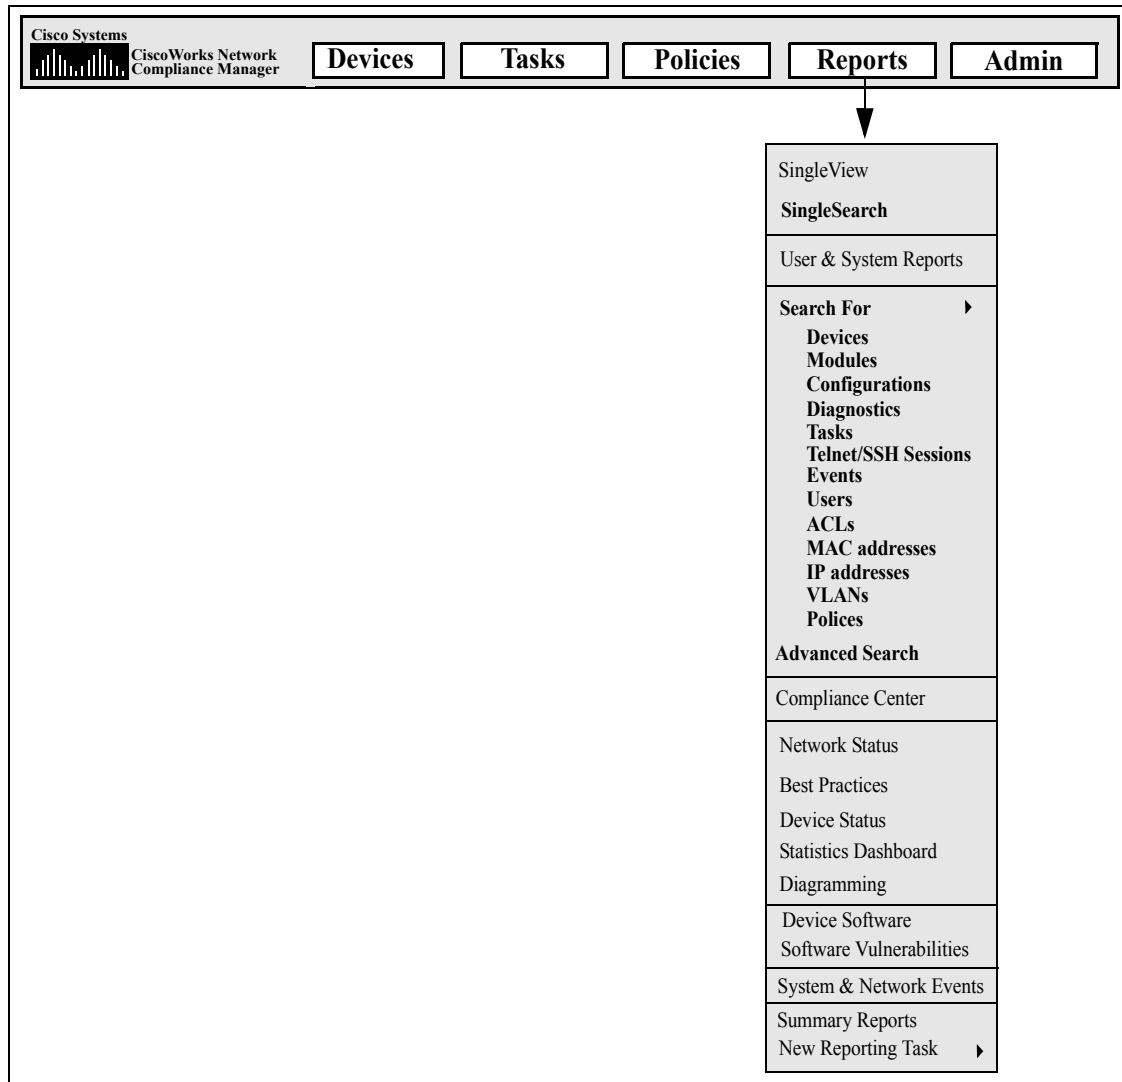 Cisco Systems
CiscoWorks Network
Compliance Manager
Devices
Tasks
Policies
Reports
Admin
SingleView
SingleSearch
User & System Reports
Search For
Devices
Modules
Configurations
Diagnostics
Tasks
Telnet/SSH Sessions
Events
Users
ACLs
MAC addresses
IP addresses
VLANs
Polices
Advanced Search
Compliance Center
Network Status
Best Practices
Device Status
Statistics Dashboard
Diagramming
Device Software
Software Vulnerabilities
System & Network Events
Summary Reports
New Reporting Task